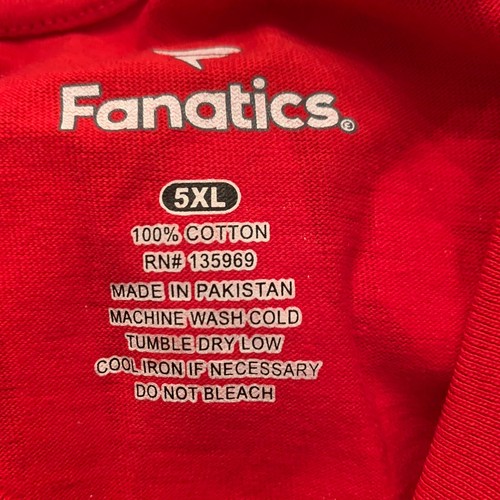 Fanatics®
5XL
100% COTTON
RN# 135969
MADE IN PAKISTAN
MACHINE WASH COLD
TUMBLE DRY LOW
COOL IRON IF NECESSARY
DO NOT BLEACH